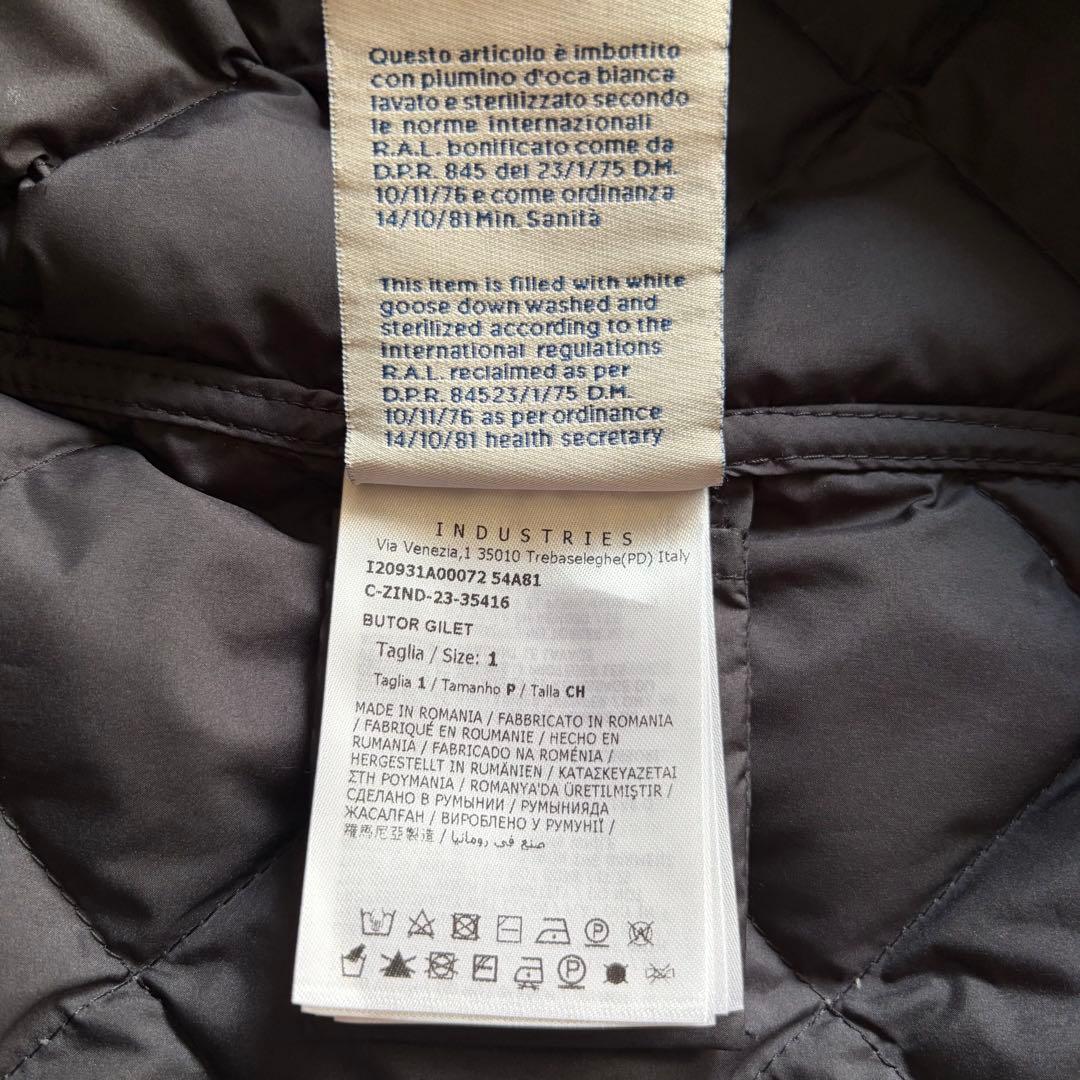 Questo articolo è imbottito
con piumino d'oca bianca
lavato e sterilizzato secondo
le norme internazionali
R.A.L. bonificato come da
D.P.R. 845 del 23/1/75 D.M.
10/11/76 e come ordinanza
14/10/81 Min. Sanità
This item is filled with white
goose down washed and
sterilized according to the
international regulations
R.A.L. reclaimed as per
D.P.R. 84523/1/75 D.M.
10/11/76 as per ordinance
14/10/81 health secretary
INDUSTRIES
Via Venezia,1 35010 Trebaseleghe(PD) Italy
I20931A00072 54A81
C-ZIND-23-35416
BUTOR GILET
Taglia / Size: 1
Taglia 1 / Tamanho P / Talla CH
MADE IN ROMANIA / FABBRICATO IN ROMANIA
/ FABRIQUÉ EN ROUMANIE / HECHO EN
RUMANIA / FABRICADO NA ROMÉNIA /
HERGESTELLT IN RUMÄNIEN / ΚΑΤΑΣΚΕΥΑΖΕΤΑΙ
ΣΤΗ ΡΟΥΜΑΝΙΑ / ROMANYA'DA ÜRETİLMİŞTİR /
СДЕЛАНО В РУМЫНИИ / РУМЫНИЯДА
ЖАСАЛҒАН / ВИРОБЛЕНО У РУМУНІЇ /
羅馬尼亞製造 / صنع في رومانيا